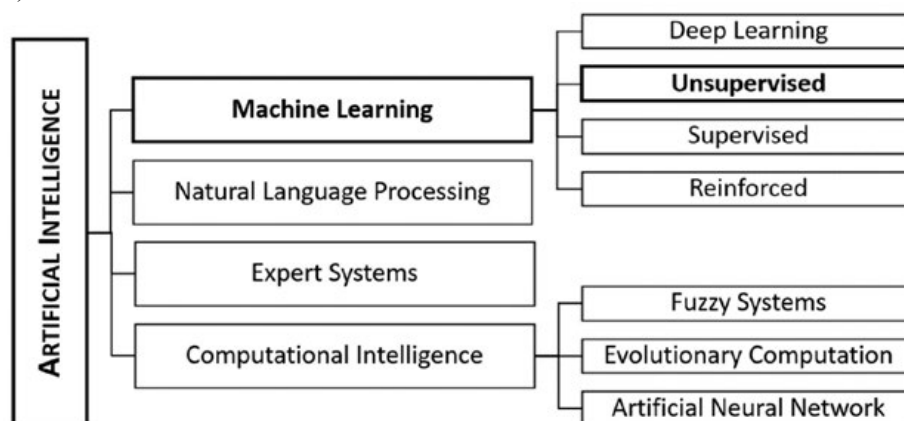 ARTIFICIAL INTELLIGENCE
Machine Learning
Natural Language Processing
Expert Systems
Computational Intelligence
Deep Learning
Unsupervised
Supervised
Reinforced
Fuzzy Systems
Evolutionary Computation
Artificial Neural Network